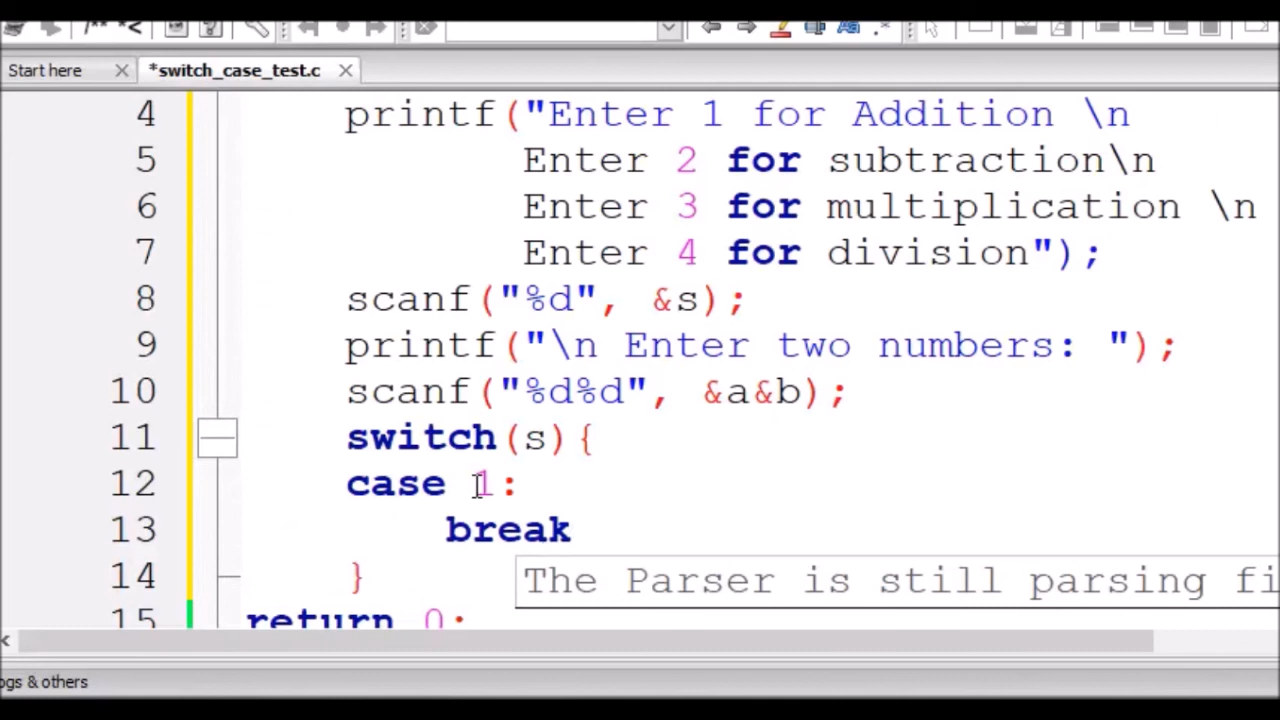 Start here
*switch_case_test.c
4 printf("Enter 1 for Addition \n
5 Enter 2 for subtraction\n
6 Enter 3 for multiplication \n
7 Enter 4 for division");
8 scanf("%d", &s);
9 printf("\n Enter two numbers: ");
10 scanf("%d%d", &a&b);
11 switch(s){
12 case 1:
13 break
14 }
The Parser is still parsing fi
15 return 0;
ogs & others